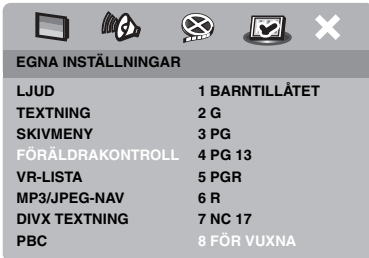 EGNA INSTÄLLNINGAR
LJUD 1 BARNTILLÅTET
TEXTNING 2 G
SKIVMENY 3 PG
FÖRÄLDRAKONTROLL 4 PG 13
VR-LISTA 5 PGR
MP3/JPEG-NAV 6 R
DIVX TEXTNING 7 NC 17
PBC 8 FÖR VUXNA